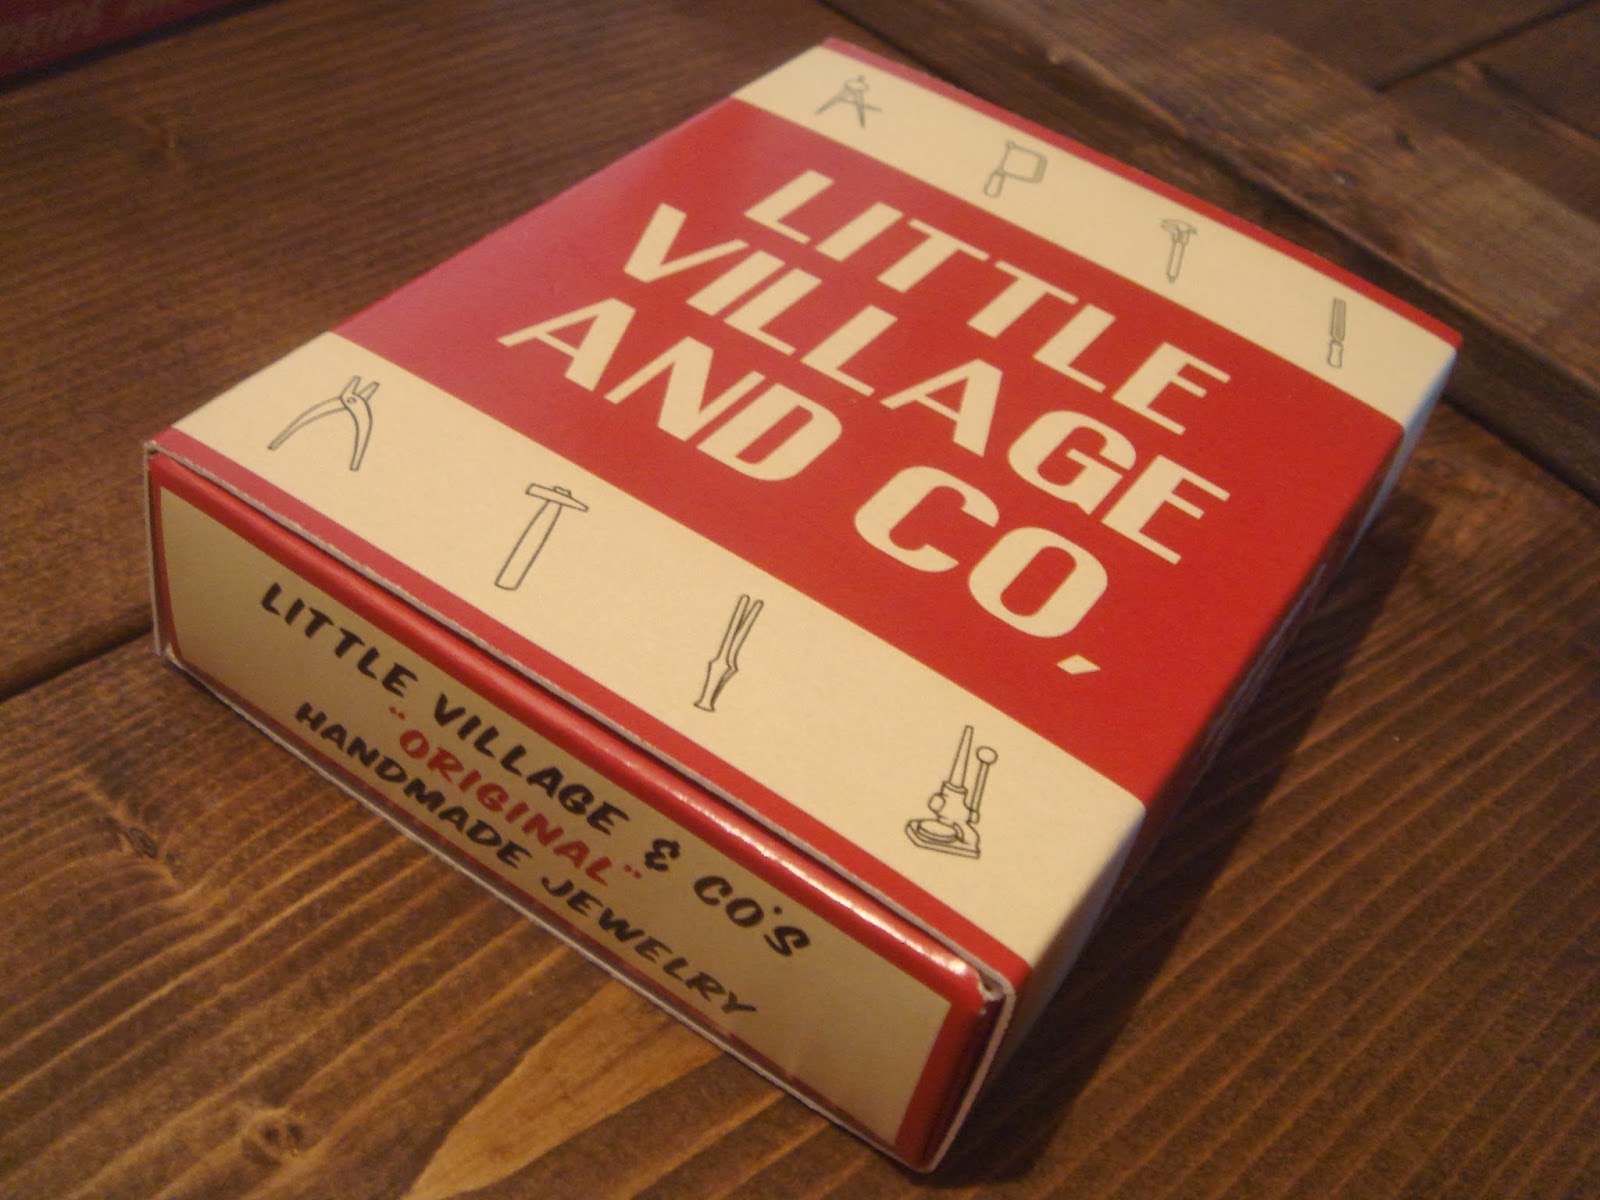 LITTLE
VILLAGE
AND CO,
LITTLE VILLAGE & CO'S
"ORIGINAL"
HANDMADE JEWELRY